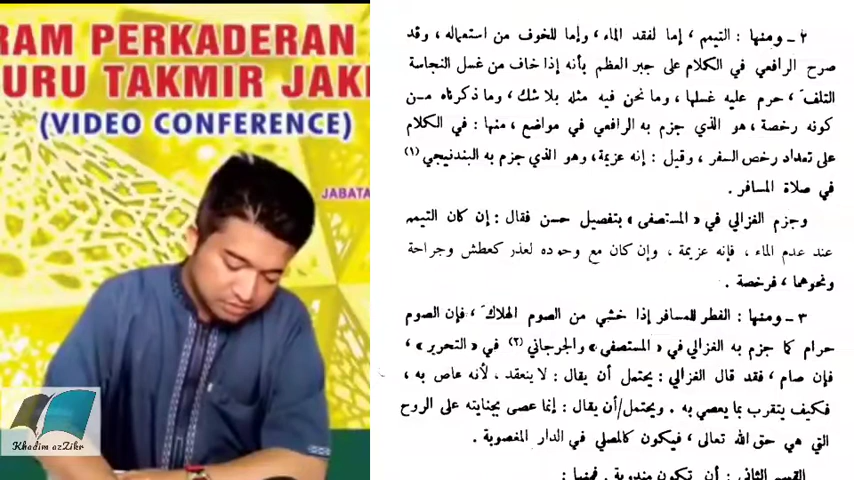 RAM PERKADERAN
URU TAKMIR JAK
(VIDEO CONFERENCE)
JABATA
Khadim azZikr
٢ ـ ومنها : التيمم ، إما لفقد الماء ، وإما للخوف من استعماله ، وقد
صرح الرافعي في الكلام على جبر العظم بأنه إذا خاف من غسل النجاسة
التلف ، حرم عليه غسلها ، وما نحن فيه مثله بلا شك ، وما ذكرناه من
كونه رخصة ، هو الذي جزم به الرافعي في مواضع ، منها : في الكلام
على تعداد رخص السفر ، وقيل : إنه عزيمة ، وهو الذي جزم به البندنيجي (١)
في صلاة المسافر .
وجزم الغزالي في « المستصفى » بتفصيل حسن فقال : إن كان التيمم
عند عدم الماء ، فإنه عزيمة ، وإن كان مع وجوده لعذر كعطش وجراحة
ونحوهما ، فرخصة .
٣ ـ ومنها : الفطر للمسافر إذا خشي من الصوم الهلاك ، فإن الصوم
حرام كما جزم به الغزالي في « المستصفى » والجرجاني (٢) في « التحرير » ،
فإن صام ، فقد قال الغزالي : يحتمل أن يقال : لا ينعقد ، لأنه عاص به ،
فكيف يتقرب بما يعصي به . ويحتمل أن يقال : إنما عصى بجنايته على الروح
التي هي حق الله تعالى ، فيكون كالمصلي في الدار المغصوبة .
القسم الثاني : أن تكون مندوبة . فمنها :